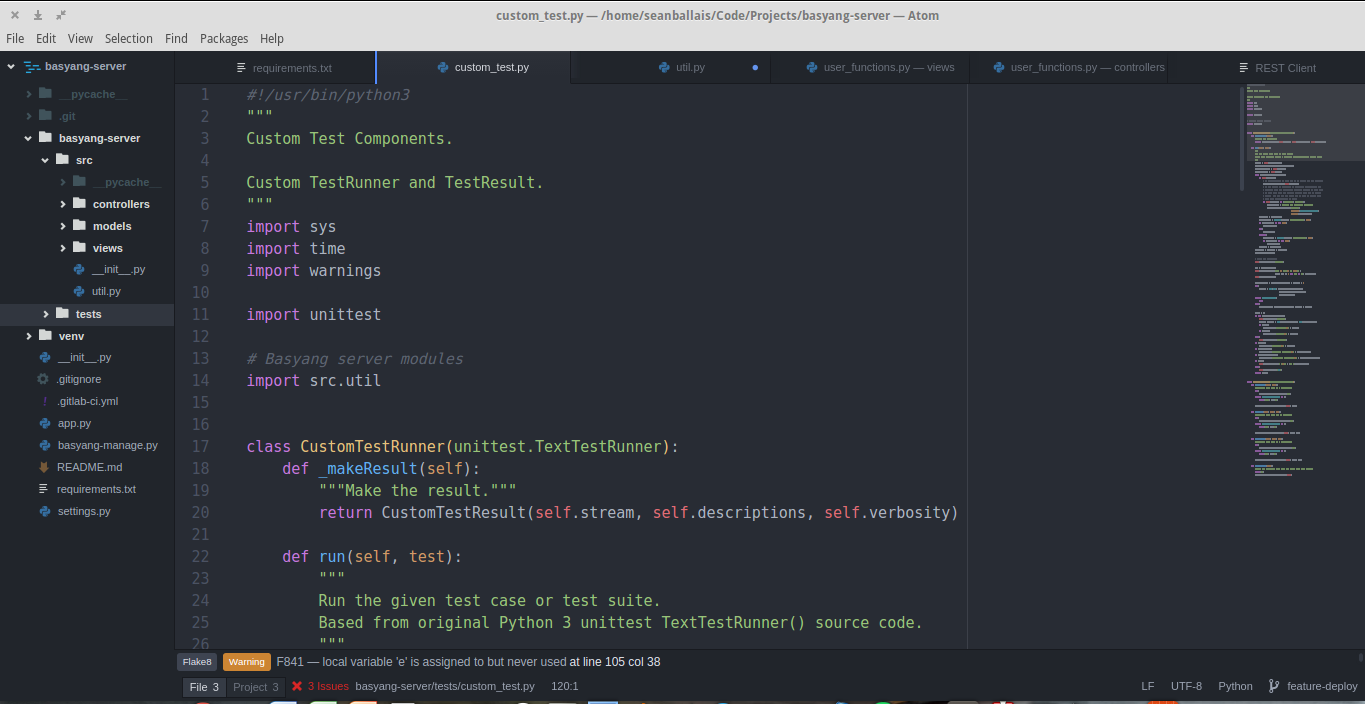 custom_test.py — /home/seanballais/Code/Projects/basyang-server — Atom
File Edit View Selection Find Packages Help
basyang-server
__pycache__
.git
basyang-server
src
__pycache__
controllers
models
views
__init__.py
util.py
tests
venv
__init__.py
.gitignore
.gitlab-ci.yml
app.py
basyang-manage.py
README.md
requirements.txt
settings.py
requirements.txt custom_test.py util.py user_functions.py — views user_functions.py — controllers REST Client
1 #!/usr/bin/python3
2 """
3 Custom Test Components.
4
5 Custom TestRunner and TestResult.
6 """
7 import sys
8 import time
9 import warnings
10
11 import unittest
12
13 # Basyang server modules
14 import src.util
15
16
17 class CustomTestRunner(unittest.TextTestRunner):
18 def _makeResult(self):
19 """Make the result."""
20 return CustomTestResult(self.stream, self.descriptions, self.verbosity)
21
22 def run(self, test):
23 """
24 Run the given test case or test suite.
25 Based from original Python 3 unittest TextTestRunner() source code.
26 """
Flake8 Warning F841 — local variable 'e' is assigned to but never used at line 105 col 38
File 3 Project 3 3 Issues basyang-server/tests/custom_test.py 120:1 LF UTF-8 Python feature-deploy